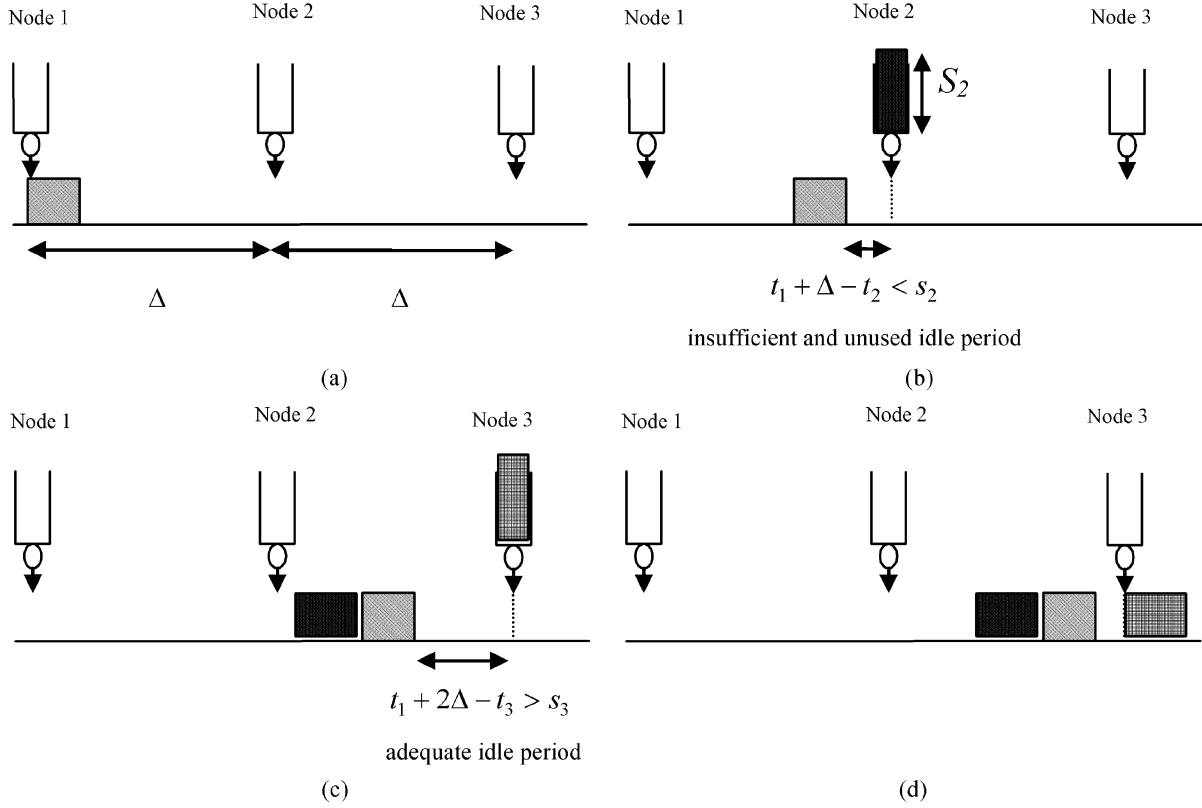 Node 1
Node 2
Node 3
Δ
Δ
(a)
Node 1
Node 2
Node 3
S₂
t₁ + Δ − t₂ < s₂
insufficient and unused idle period
(b)
Node 1
Node 2
Node 3
t₁ + 2Δ − t₃ > s₃
adequate idle period
(c)
Node 1
Node 2
Node 3
(d)